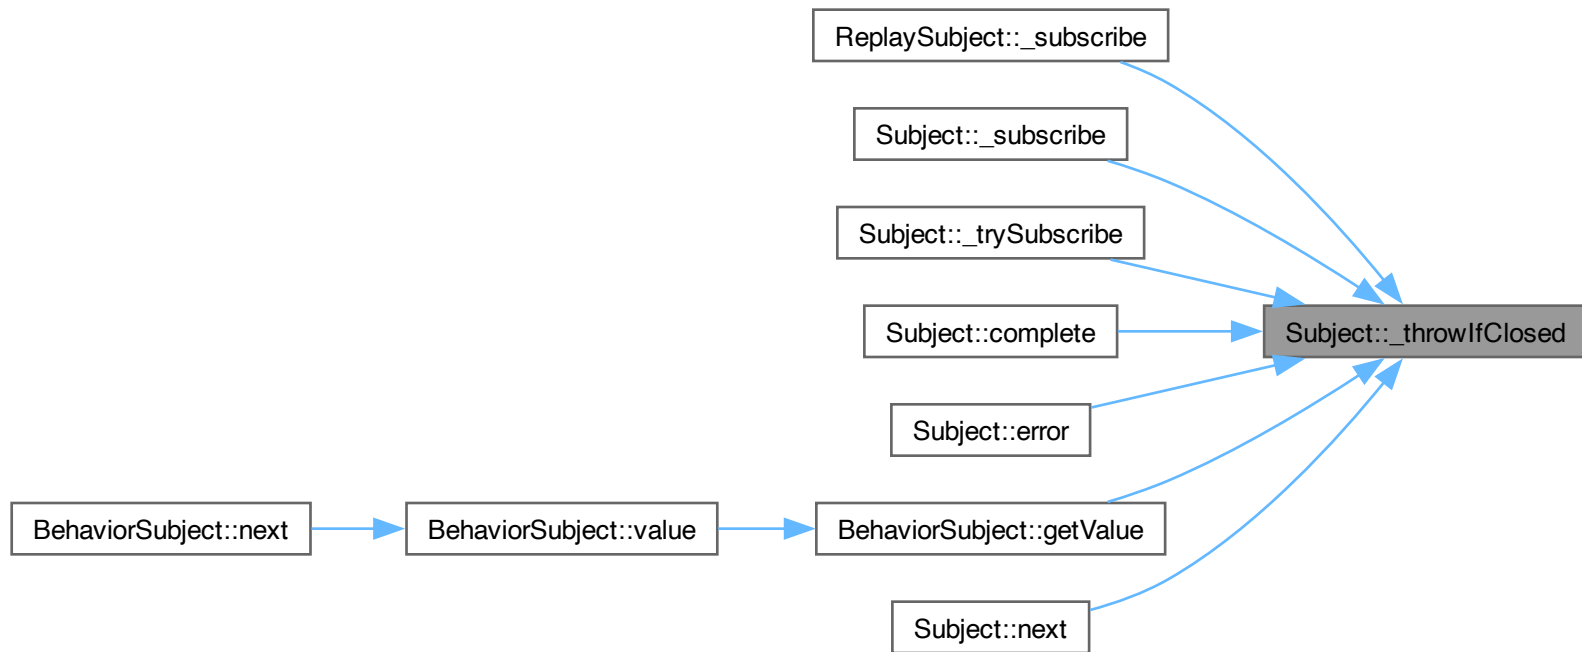 ReplaySubject::_subscribe
Subject::_subscribe
Subject::_trySubscribe
Subject::complete
Subject::_throwIfClosed
Subject::error
BehaviorSubject::next
BehaviorSubject::value
BehaviorSubject::getValue
Subject::next